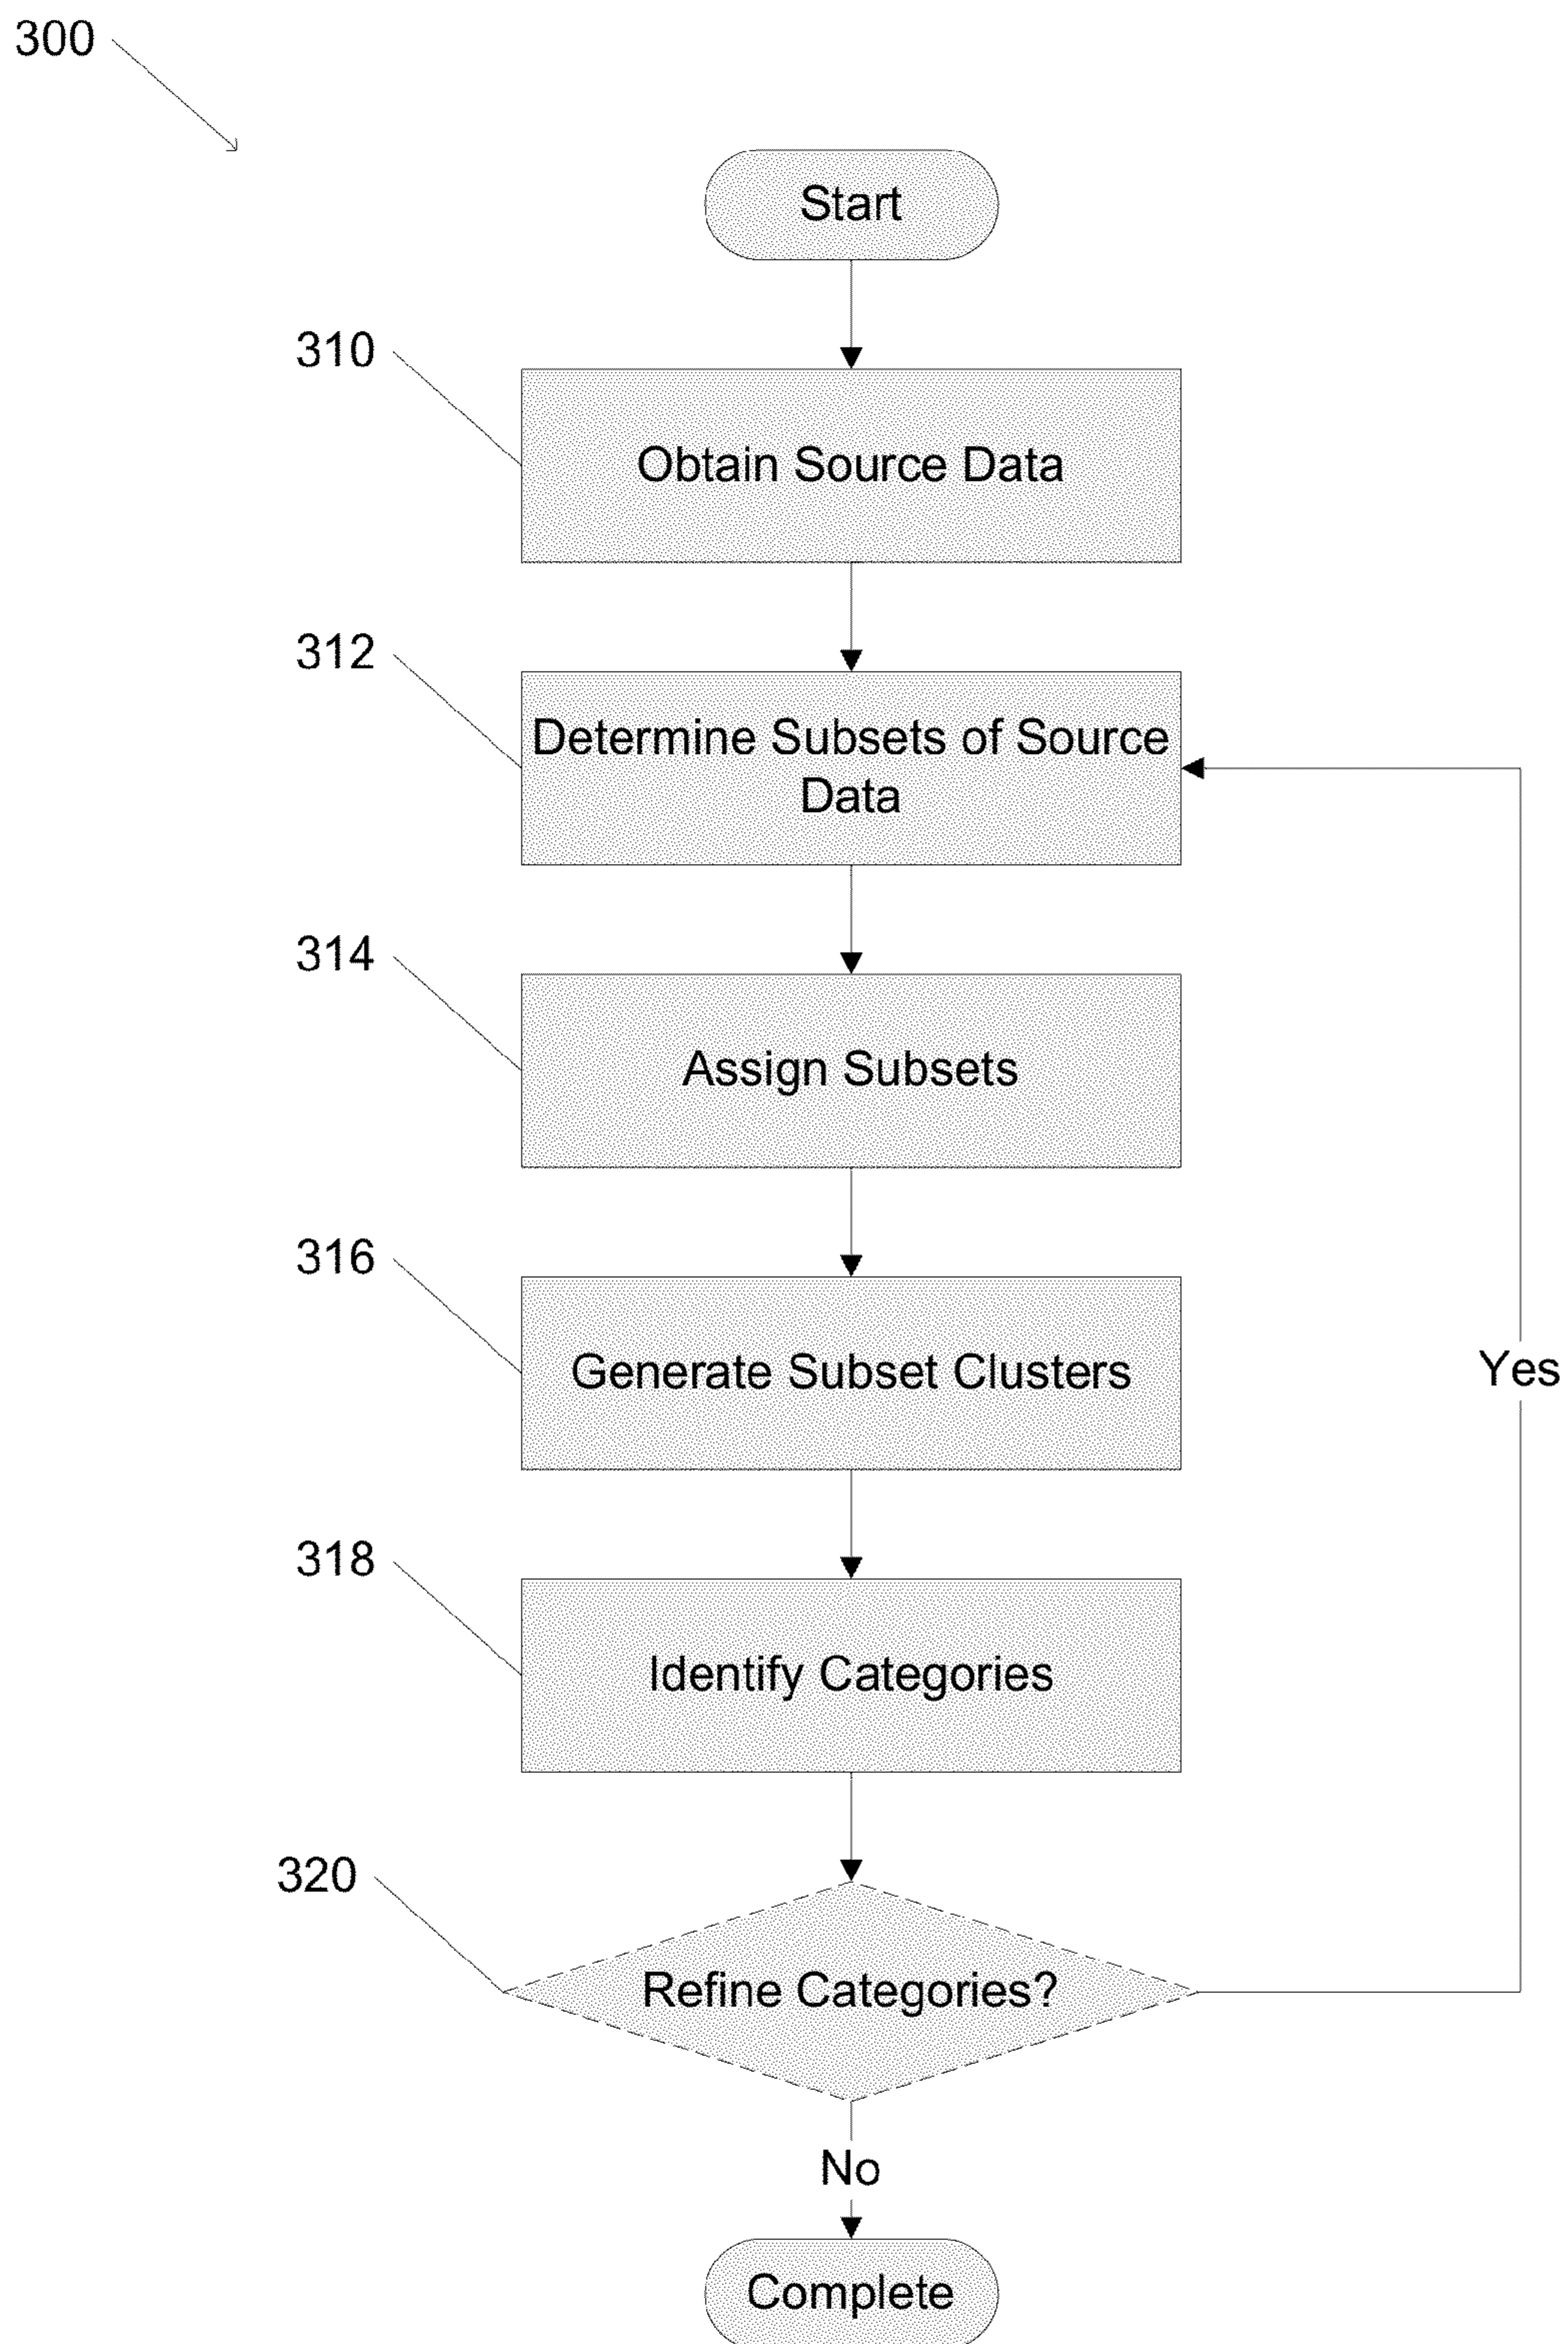 300
Start
310
Obtain Source Data
312
Determine Subsets of Source
Data
314
Assign Subsets
316
Generate Subset Clusters
Yes
318
Identify Categories
320
Refine Categories?
No
Complete